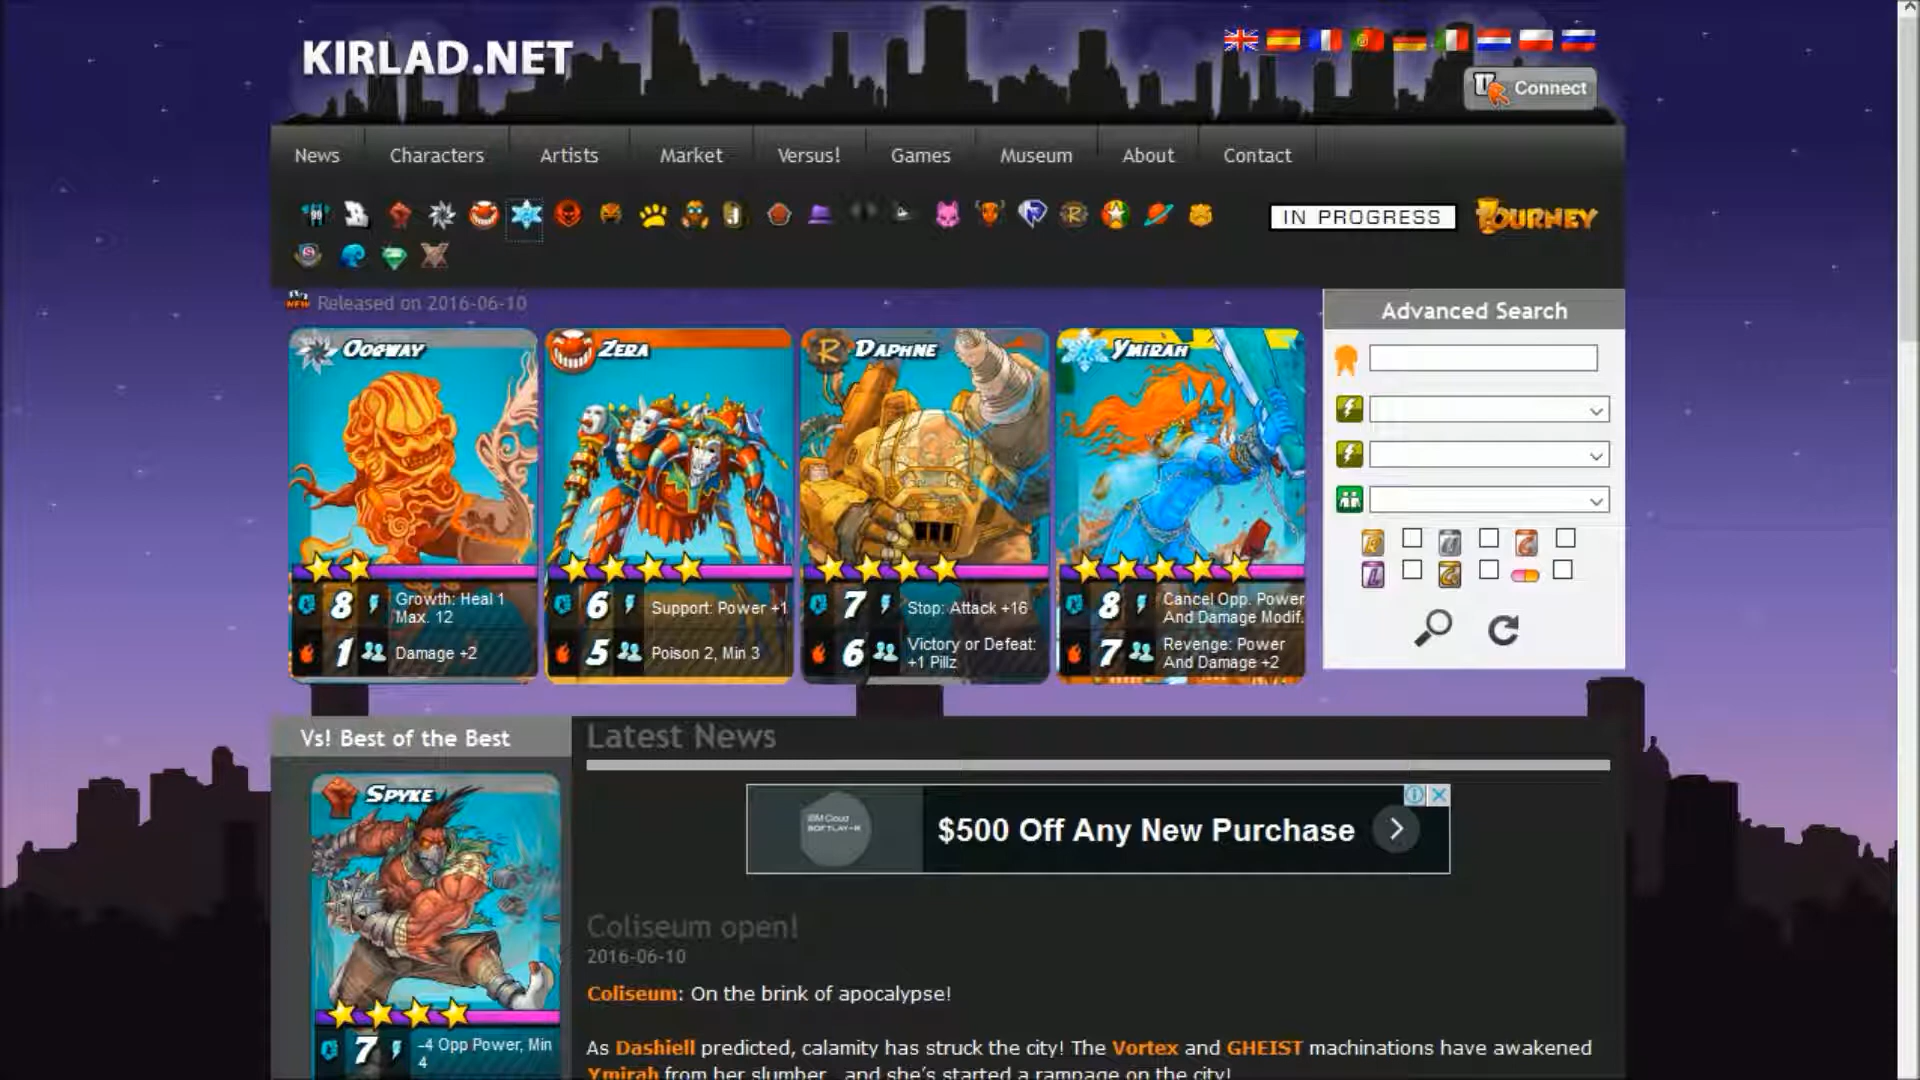 KIRLAD.NET
Connect
News Characters Artists Market Versus! Games Museum About Contact
IN PROGRESS TOURNEY
NEW Released on 2016-06-10
Advanced Search
OOGWAY
8 Growth: Heal 1 Max. 12
1 Damage +2
ZERA
6 Support: Power +1
5 Poison 2, Min 3
DAPHNE
7 Stop: Attack +16
6 Victory or Defeat: +1 Pillz
YMIRAH
8 Cancel Opp. Power And Damage Modif.
7 Revenge: Power And Damage +2
Vs! Best of the Best
SPYKE
7 -4 Opp Power, Min 4
Latest News
IBM Cloud
SOFTLAYER
$500 Off Any New Purchase
Coliseum open!
2016-06-10
Coliseum: On the brink of apocalypse!
As Dashiell predicted, calamity has struck the city! The Vortex and GHEIST machinations have awakened
Ymirah from her slumber...and she's started a rampage on the city!